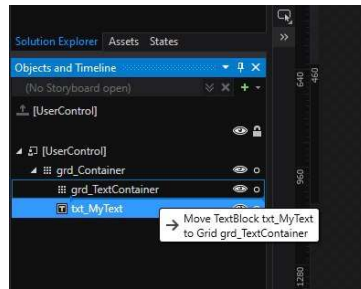 Solution Explorer Assets States
Objects and Timeline
(No Storyboard open)
[UserControl]
[UserControl]
grd_Container
grd_TextContainer
txt_MyText
Move TextBlock txt_MyText
to Grid grd_TextContainer
640
460
960
1280